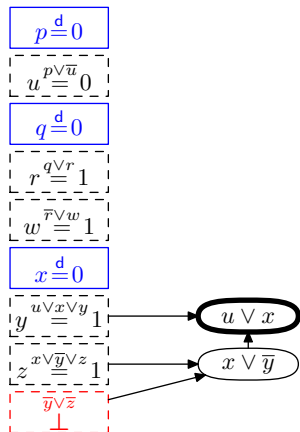 p d= 0
u p∨u̅= 0
q d= 0
r q∨r= 1
w r̅∨w= 1
x d= 0
y u∨x∨y= 1 u ∨ x
z x∨y̅∨z= 1 x ∨ y̅
y̅∨z̅
⊥